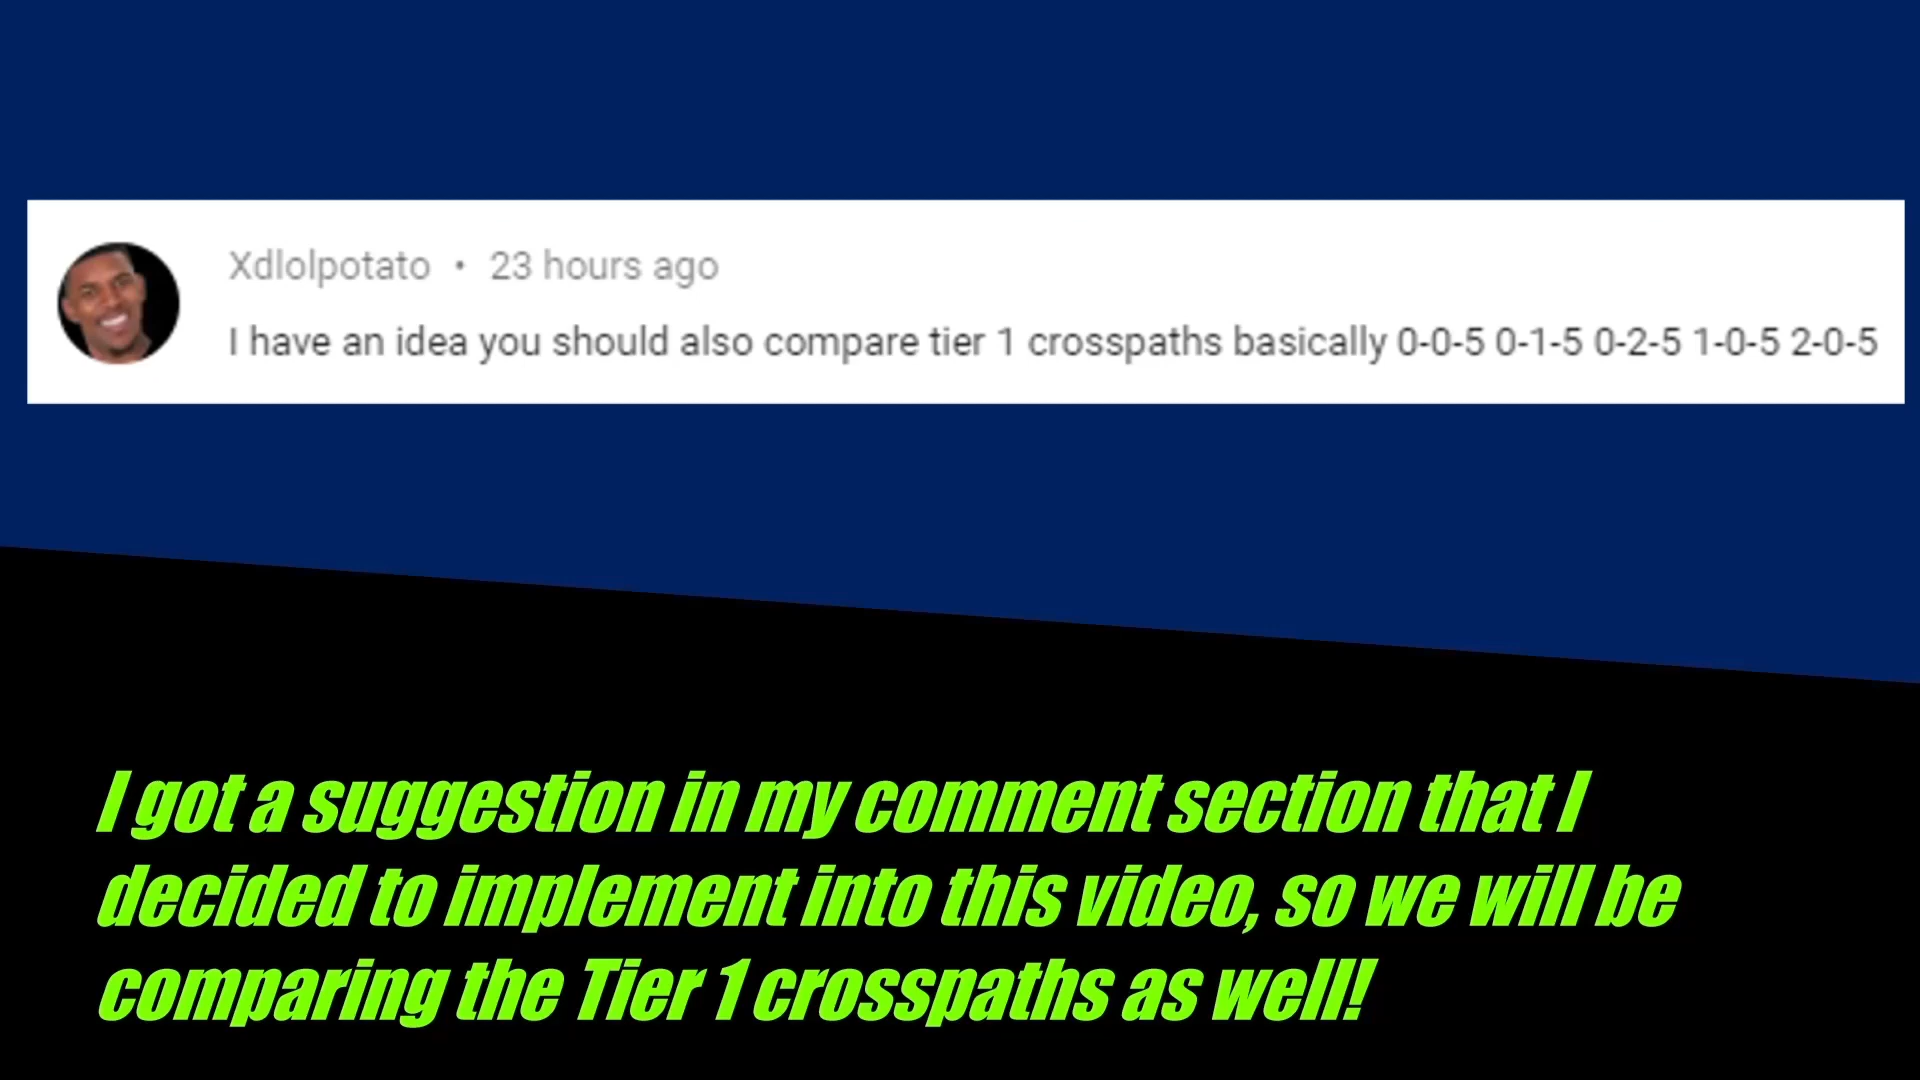 Xdlolpotato • 23 hours ago
I have an idea you should also compare tier 1 crosspaths basically 0-0-5 0-1-5 0-2-5 1-0-5 2-0-5
I got a suggestion in my comment section that I
decided to implement into this video, so we will be
comparing the Tier 1 crosspaths as well!